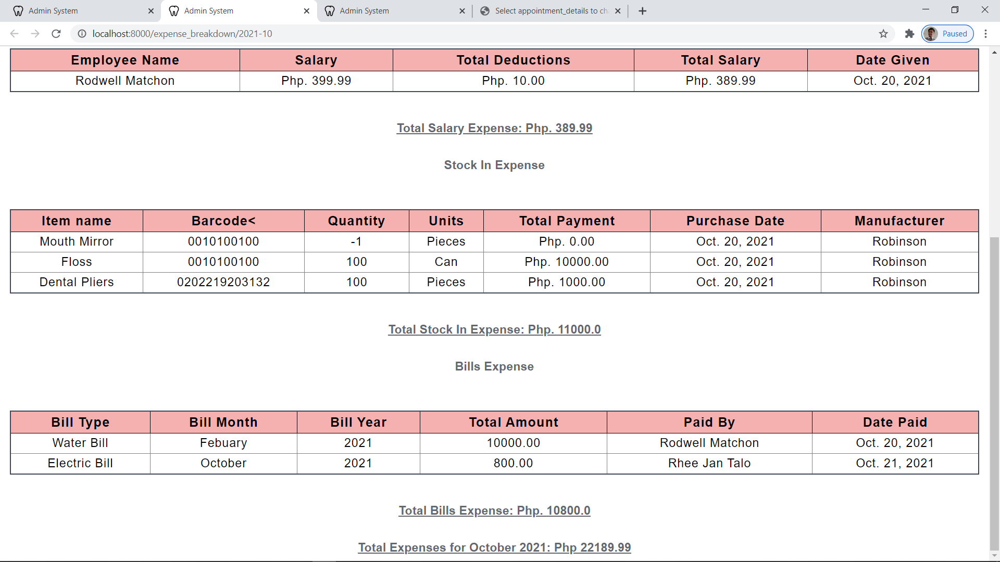 Admin System Admin System Admin System Select appointment_details to ch
localhost:8000/expense_breakdown/2021-10 Paused
Employee Name Salary Total Deductions Total Salary Date Given
Rodwell Matchon Php. 399.99 Php. 10.00 Php. 389.99 Oct. 20, 2021
Total Salary Expense: Php. 389.99
Stock In Expense
Item name Barcode< Quantity Units Total Payment Purchase Date Manufacturer
Mouth Mirror 0010100100 -1 Pieces Php. 0.00 Oct. 20, 2021 Robinson
Floss 0010100100 100 Can Php. 10000.00 Oct. 20, 2021 Robinson
Dental Pliers 0202219203132 100 Pieces Php. 1000.00 Oct. 20, 2021 Robinson
Total Stock In Expense: Php. 11000.0
Bills Expense
Bill Type Bill Month Bill Year Total Amount Paid By Date Paid
Water Bill Febuary 2021 10000.00 Rodwell Matchon Oct. 20, 2021
Electric Bill October 2021 800.00 Rhee Jan Talo Oct. 21, 2021
Total Bills Expense: Php. 10800.0
Total Expenses for October 2021: Php 22189.99